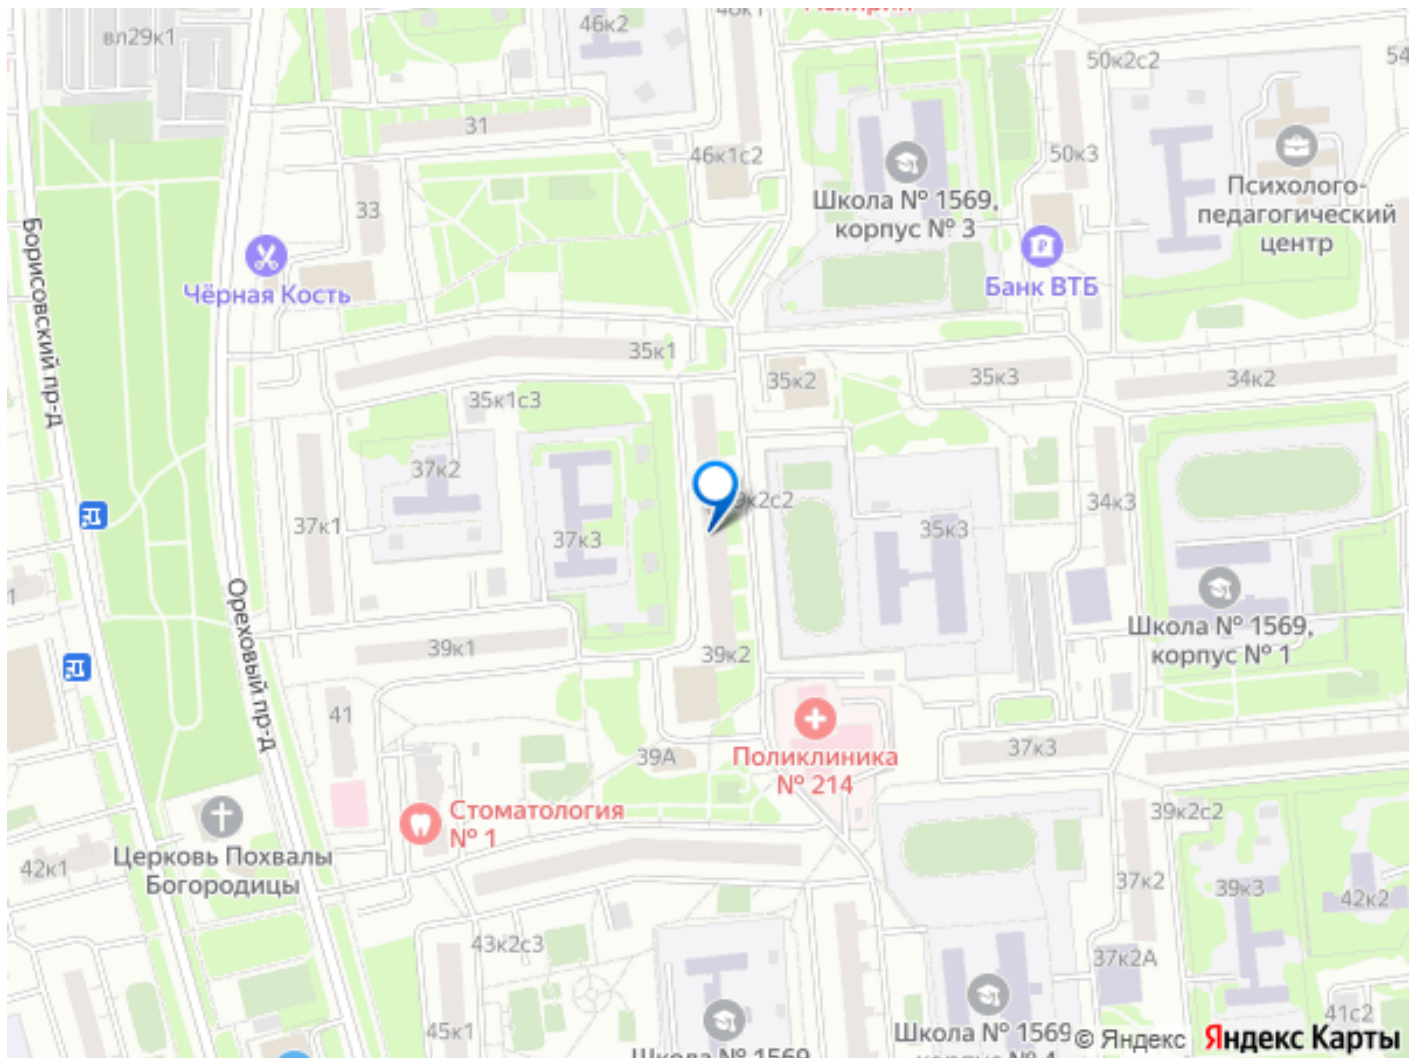 46к2
вл29к1
50к2с2
54
31
46к1с2
50к3
Школа № 1569,
корпус № 3
Психолого-
педагогический
центр
33
Борисовский пр-д
Чёрная Кость
Банк ВТБ
35к1
35к2
35к3
34к2
35к1с3
37к2
37к1
37к3
35к3
34к3
Ореховый пр-д
39к1
39к2
Школа № 1569,
корпус № 1
41
39А
Поликлиника
№ 214
37к3
Стоматология
№ 1
39к2с2
Церковь Похвалы
Богородицы
42к1
37к2
39к3
42к2
43к2с3
37к2А
45к1
41с2
Школа № 1569
© Яндекс
Яндекс Карты